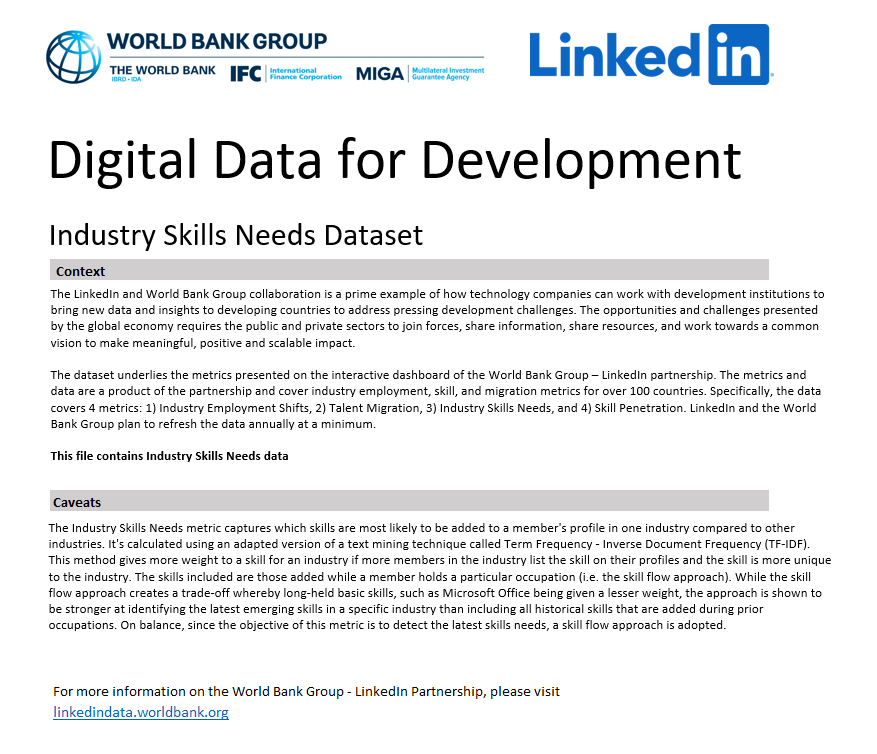 WORLD BANK GROUP
THE WORLD BANK
IBRD • IDA
IFC
International
Finance Corporation
MIGA
Multilateral Investment
Guarantee Agency
Linked in
Digital Data for Development
Industry Skills Needs Dataset
Context
The LinkedIn and World Bank Group collaboration is a prime example of how technology companies can work with development institutions to
bring new data and insights to developing countries to address pressing development challenges. The opportunities and challenges presented
by the global economy requires the public and private sectors to join forces, share information, share resources, and work towards a common
vision to make meaningful, positive and scalable impact.
The dataset underlies the metrics presented on the interactive dashboard of the World Bank Group – LinkedIn partnership. The metrics and
data are a product of the partnership and cover industry employment, skill, and migration metrics for over 100 countries. Specifically, the data
covers 4 metrics: 1) Industry Employment Shifts, 2) Talent Migration, 3) Industry Skills Needs, and 4) Skill Penetration. LinkedIn and the World
Bank Group plan to refresh the data annually at a minimum.
This file contains Industry Skills Needs data
Caveats
The Industry Skills Needs metric captures which skills are most likely to be added to a member's profile in one industry compared to other
industries. It's calculated using an adapted version of a text mining technique called Term Frequency - Inverse Document Frequency (TF-IDF).
This method gives more weight to a skill for an industry if more members in the industry list the skill on their profiles and the skill is more unique
to the industry. The skills included are those added while a member holds a particular occupation (i.e. the skill flow approach). While the skill
flow approach creates a trade-off whereby long-held basic skills, such as Microsoft Office being given a lesser weight, the approach is shown to
be stronger at identifying the latest emerging skills in a specific industry than including all historical skills that are added during prior
occupations. On balance, since the objective of this metric is to detect the latest skills needs, a skill flow approach is adopted.
For more information on the World Bank Group - LinkedIn Partnership, please visit
linkedindata.worldbank.org